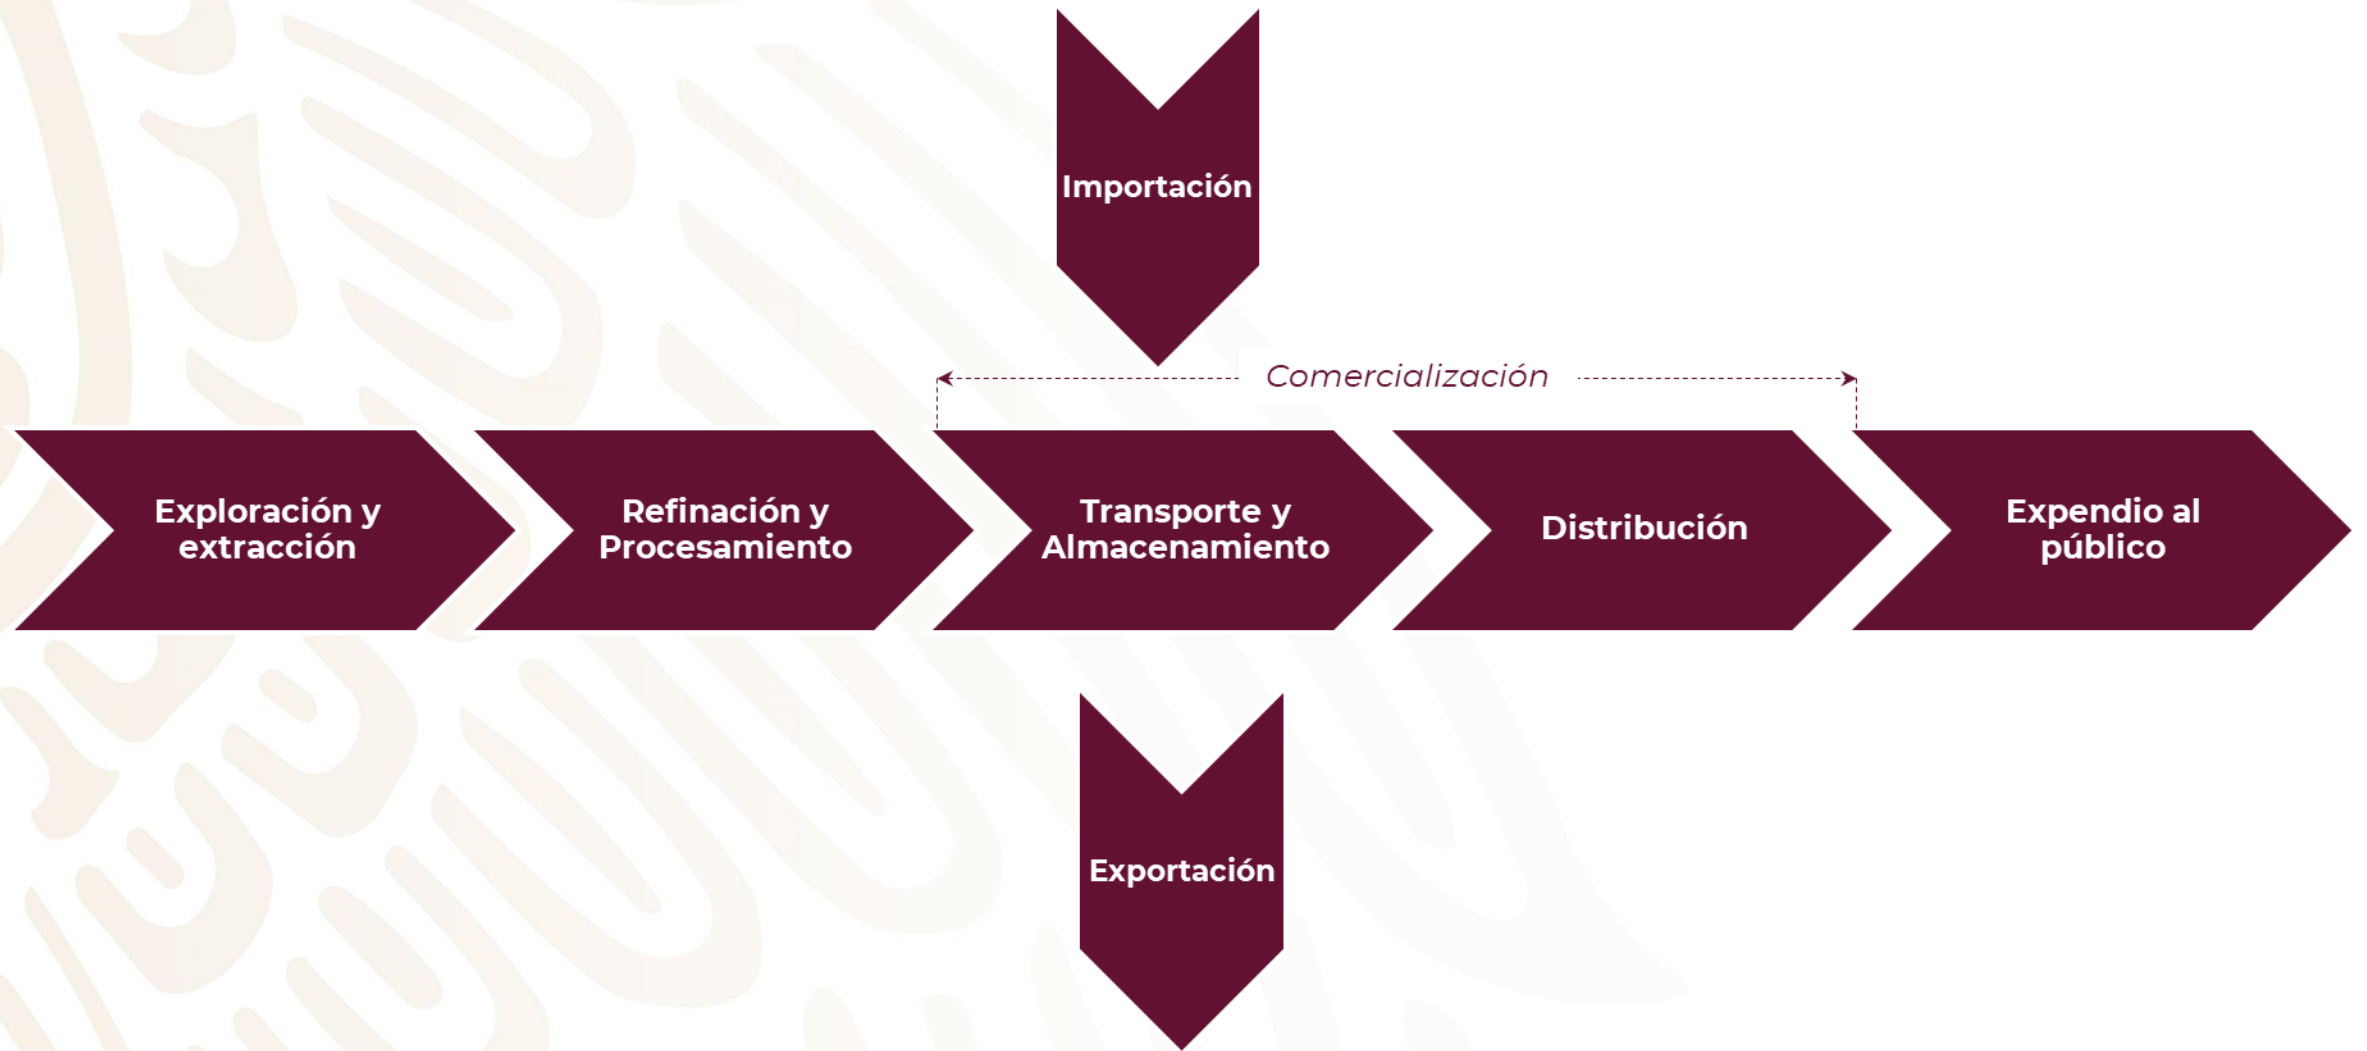 Importación
Comercialización
Exploración y
extracción
Refinación y
Procesamiento
Transporte y
Almacenamiento
Distribución
Expendio al
público
Exportación